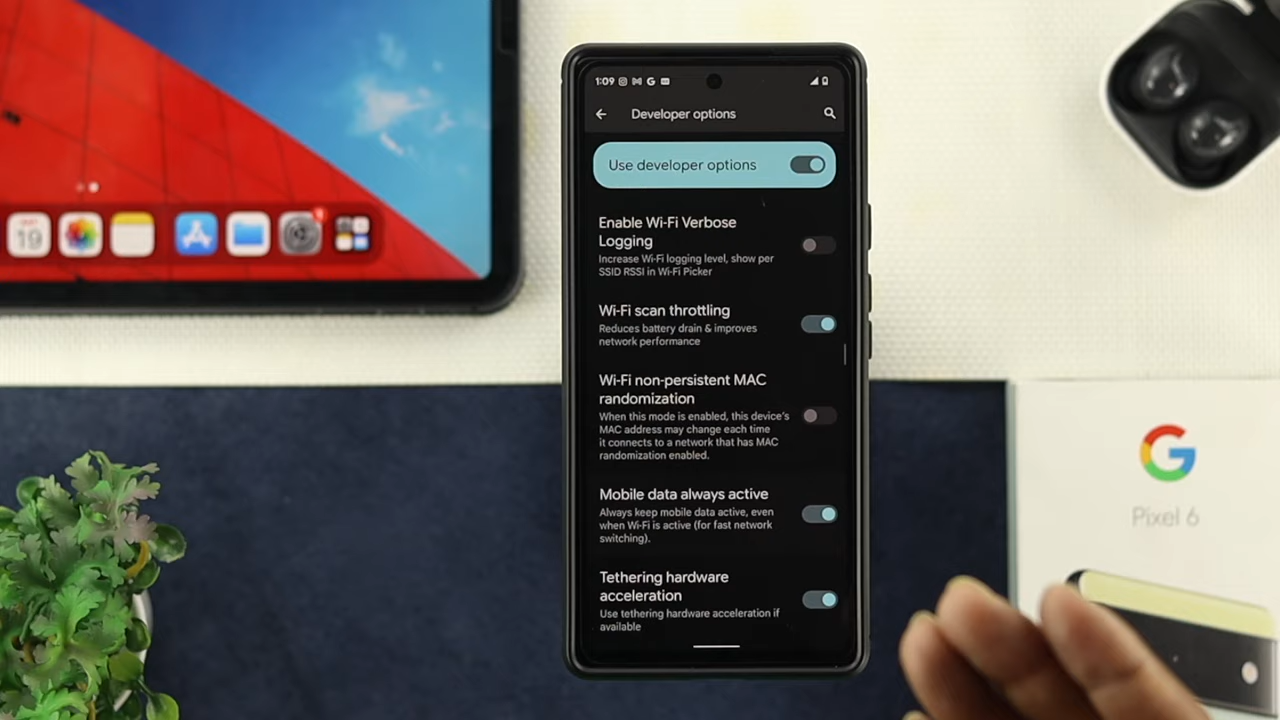 19
1:09
Developer options
Use developer options
Enable Wi-Fi Verbose
Logging
Increase Wi-Fi logging level, show per
SSID RSSI in Wi-Fi Picker
Wi-Fi scan throttling
Reduces battery drain & improves
network performance
Wi-Fi non-persistent MAC
randomization
When this mode is enabled, this device's
MAC address may change each time
it connects to a network that has MAC
randomization enabled.
Mobile data always active
Always keep mobile data active, even
when Wi-Fi is active (for fast network
switching).
Tethering hardware
acceleration
Use tethering hardware acceleration if
available
G
Pixel 6